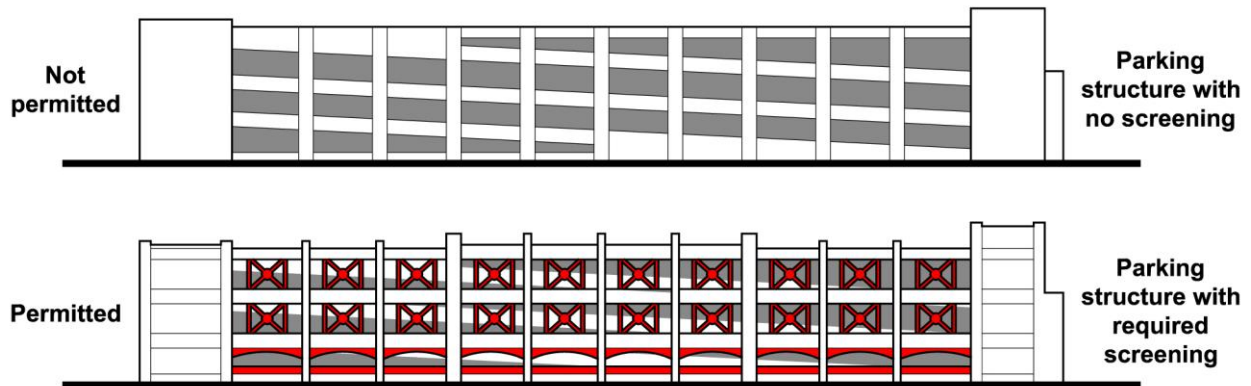 Not
permitted
Parking
structure with
no screening
Permitted
Parking
structure with
required
screening